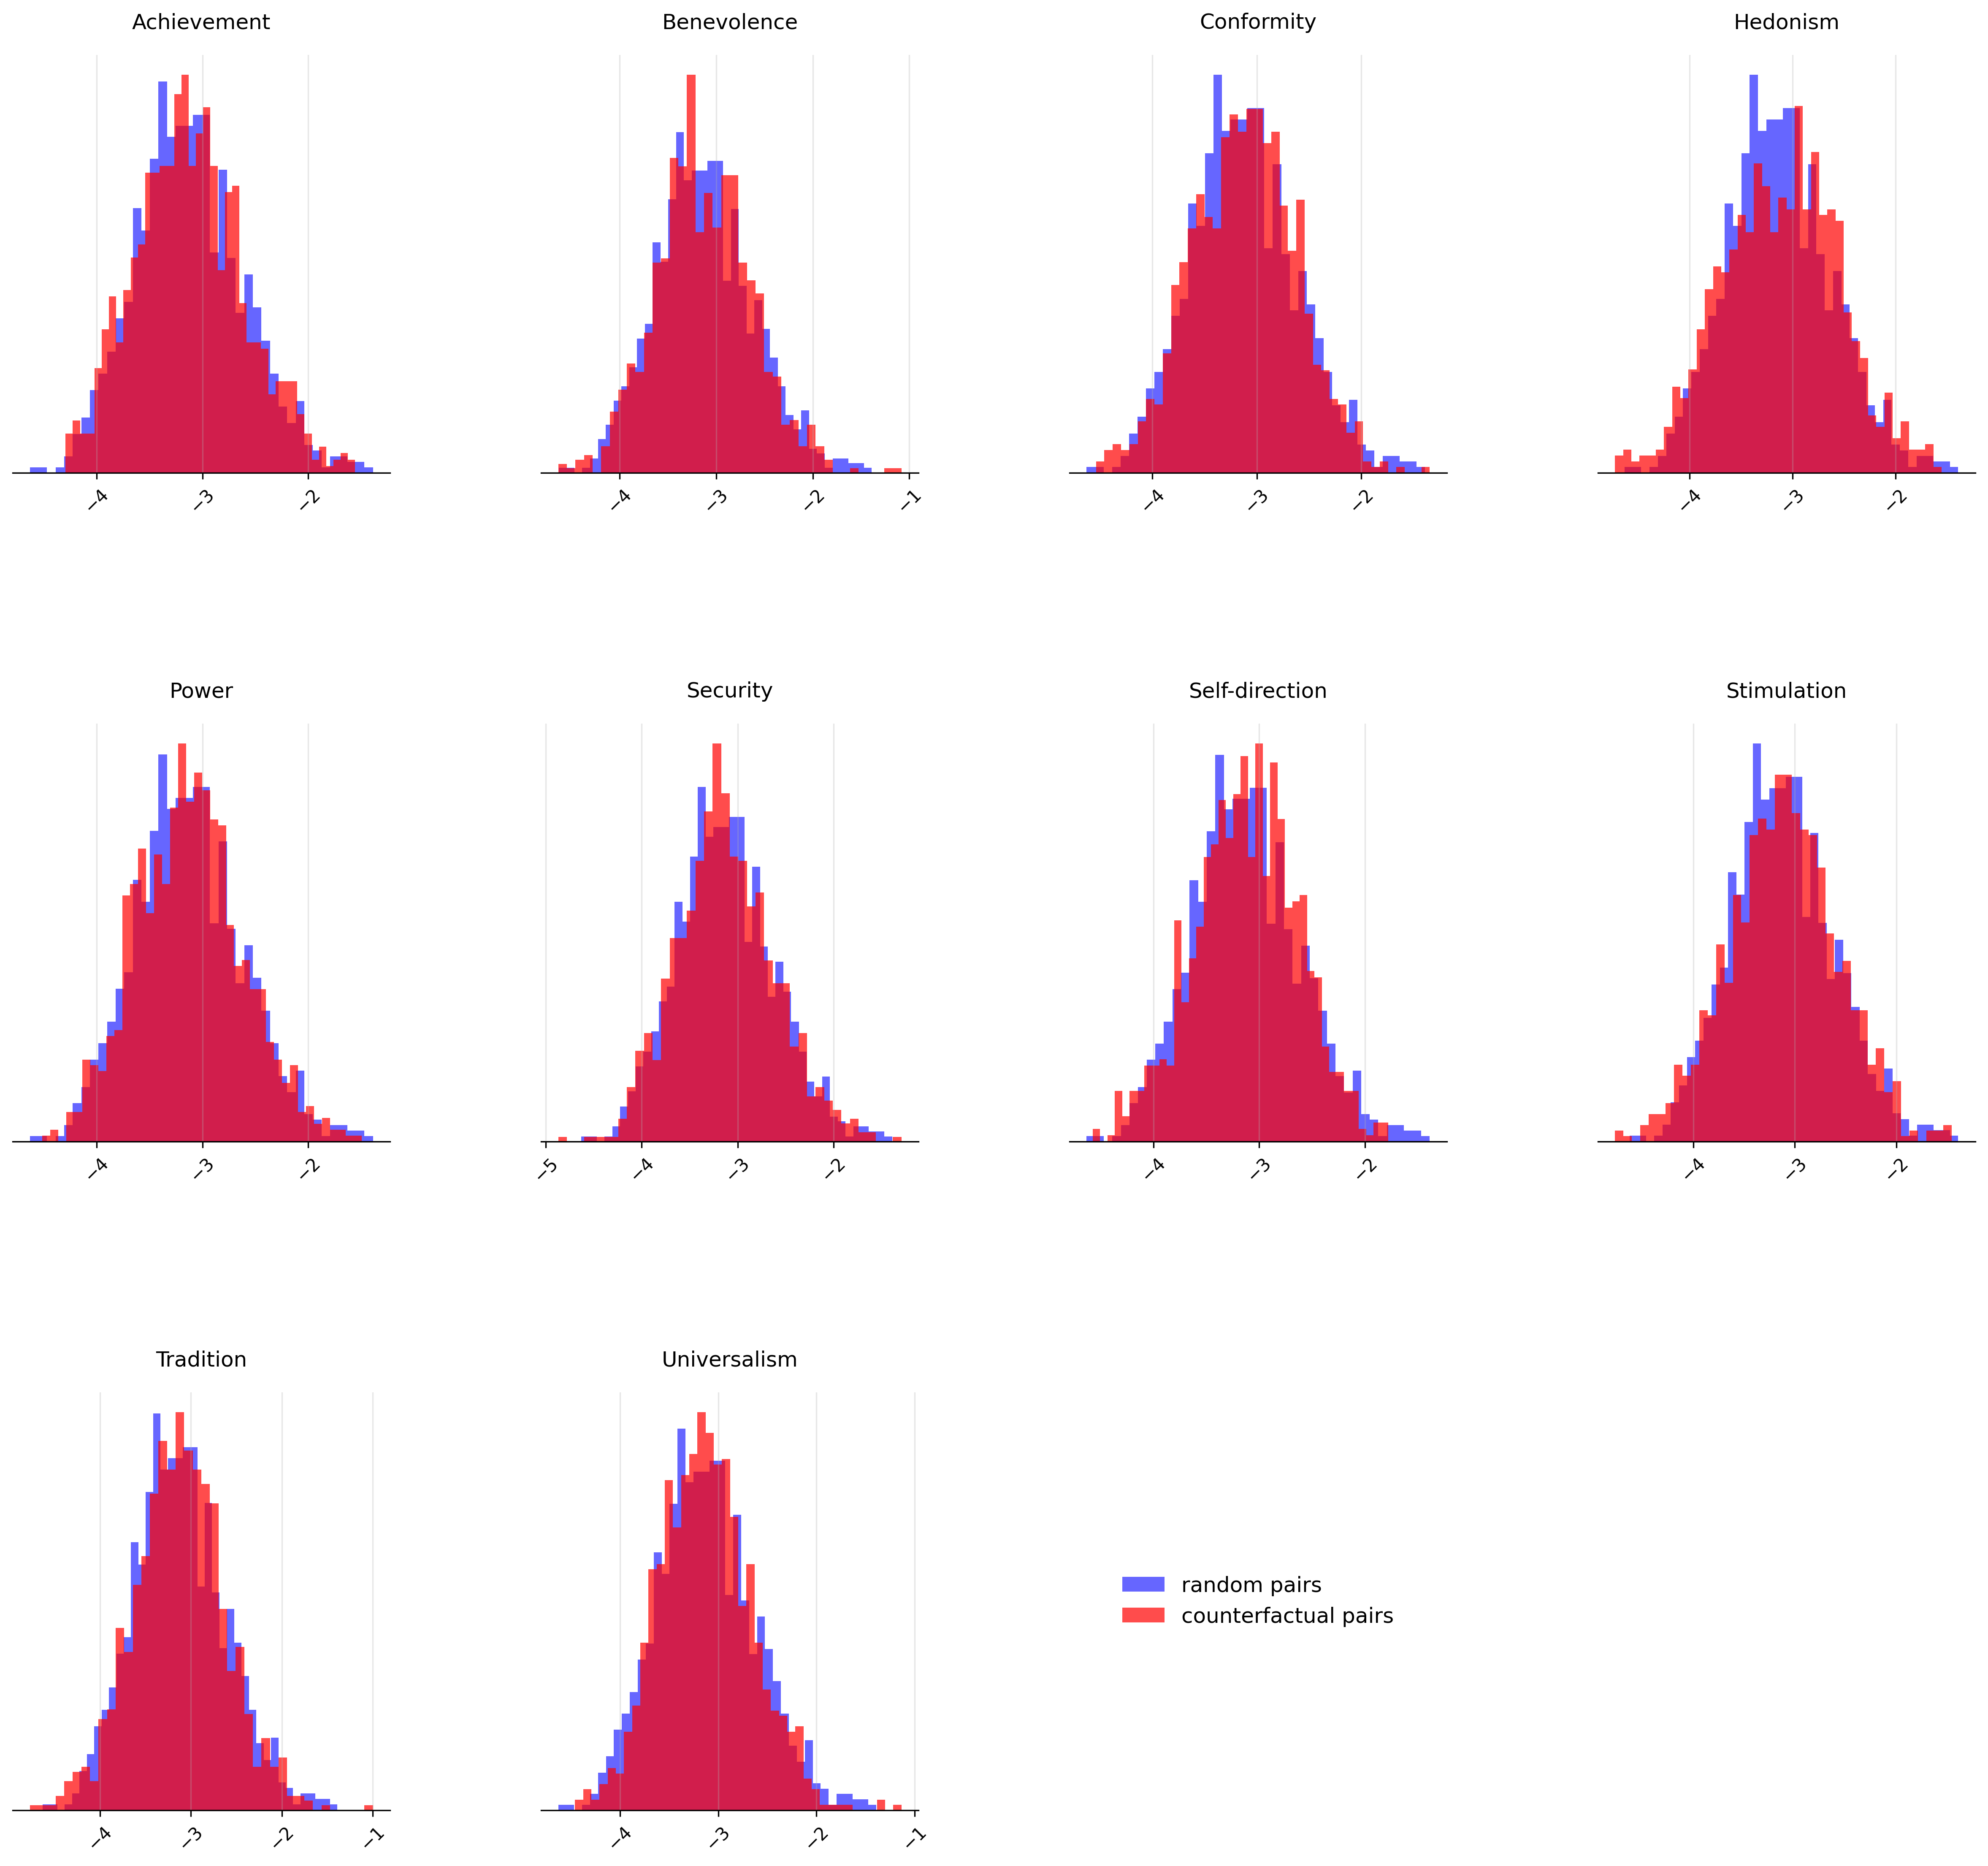 Achievement
Benevolence
Conformity
Hedonism
−4 −3 −2
−4 −3 −2 −1
−4 −3 −2
−4 −3 −2
Power
Security
Self-direction
Stimulation
−4 −3 −2
−5 −4 −3 −2
−4 −3 −2
−4 −3 −2
Tradition
Universalism
random pairs
counterfactual pairs
−4 −3 −2 −1
−4 −3 −2 −1